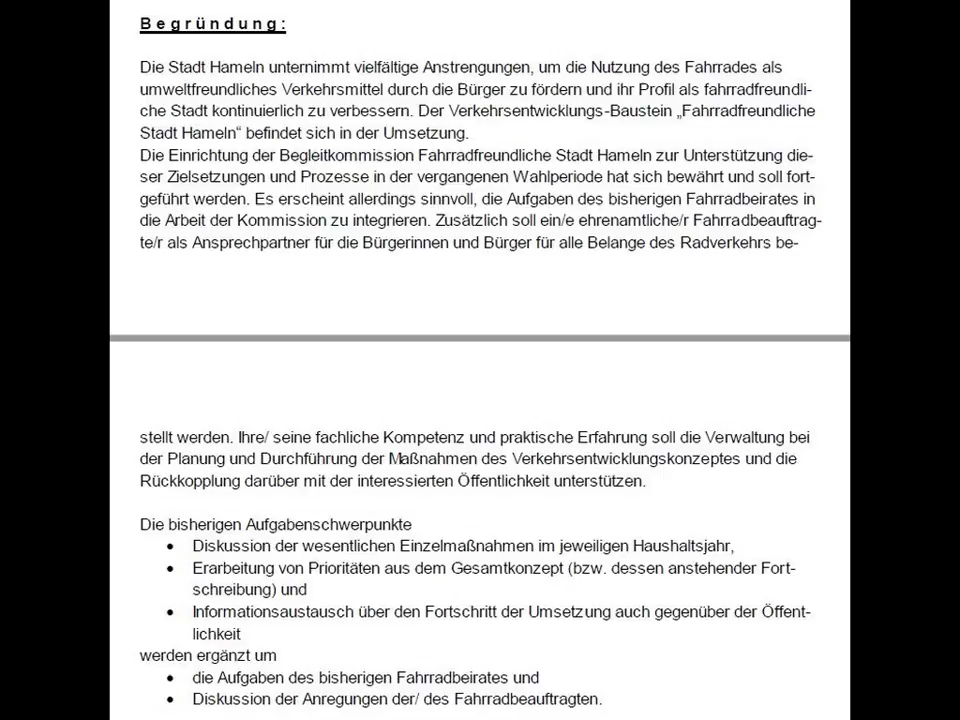 Begründung:
Die Stadt Hameln unternimmt vielfältige Anstrengungen, um die Nutzung des Fahrrades als
umweltfreundliches Verkehrsmittel durch die Bürger zu fördern und ihr Profil als fahrradfreundli-
che Stadt kontinuierlich zu verbessern. Der Verkehrsentwicklungs-Baustein „Fahrradfreundliche
Stadt Hameln“ befindet sich in der Umsetzung.
Die Einrichtung der Begleitkommission Fahrradfreundliche Stadt Hameln zur Unterstützung die-
ser Zielsetzungen und Prozesse in der vergangenen Wahlperiode hat sich bewährt und soll fort-
geführt werden. Es erscheint allerdings sinnvoll, die Aufgaben des bisherigen Fahrradbeirates in
die Arbeit der Kommission zu integrieren. Zusätzlich soll ein/e ehrenamtliche/r Fahrradbeauftrag-
te/r als Ansprechpartner für die Bürgerinnen und Bürger für alle Belange des Radverkehrs be-
stellt werden. Ihre/ seine fachliche Kompetenz und praktische Erfahrung soll die Verwaltung bei
der Planung und Durchführung der Maßnahmen des Verkehrsentwicklungskonzeptes und die
Rückkopplung darüber mit der interessierten Öffentlichkeit unterstützen.
Die bisherigen Aufgabenschwerpunkte
• Diskussion der wesentlichen Einzelmaßnahmen im jeweiligen Haushaltsjahr,
• Erarbeitung von Prioritäten aus dem Gesamtkonzept (bzw. dessen anstehender Fort-
schreibung) und
• Informationsaustausch über den Fortschritt der Umsetzung auch gegenüber der Öffent-
lichkeit
werden ergänzt um
• die Aufgaben des bisherigen Fahrradbeirates und
• Diskussion der Anregungen der/ des Fahrradbeauftragten.